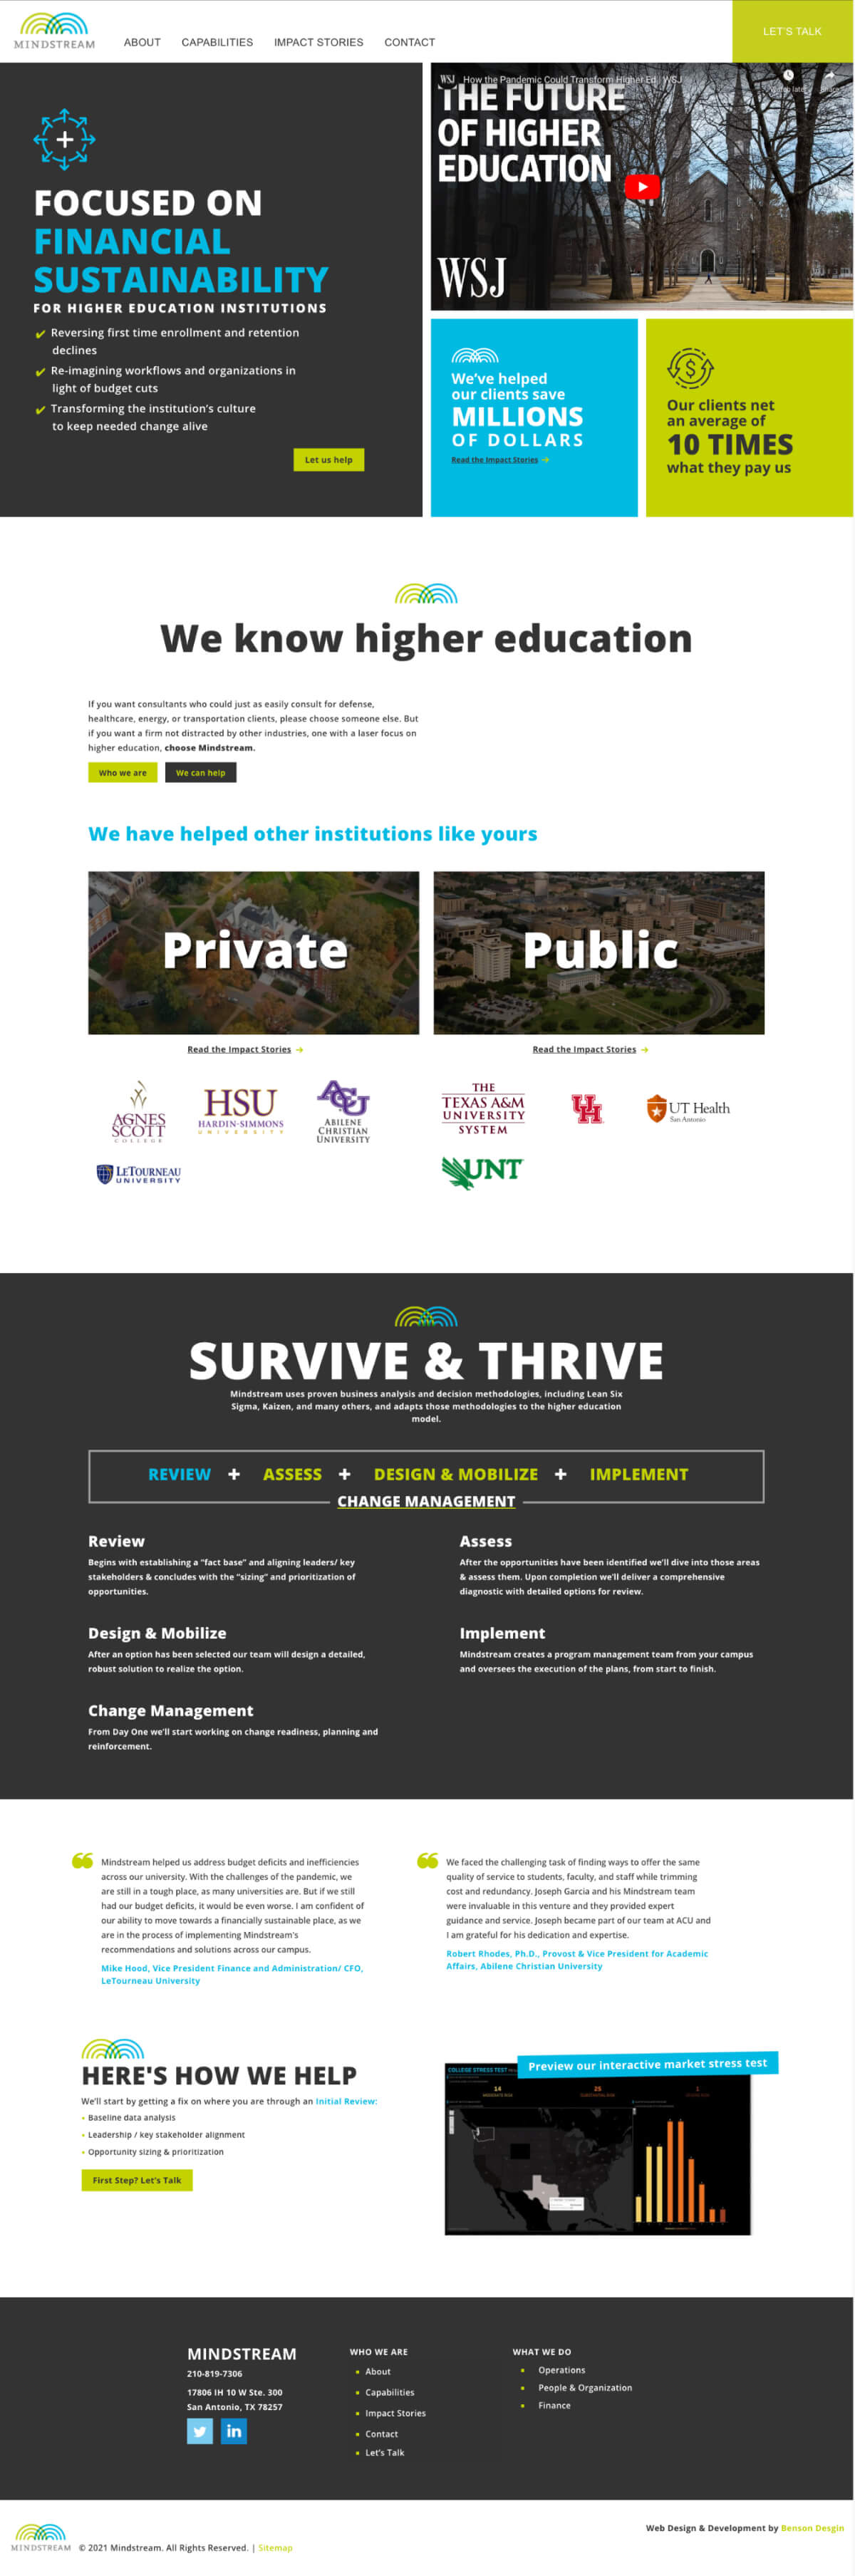 MINDSTREAM
ABOUT
CAPABILITIES
IMPACT STORIES
CONTACT
LET'S TALK
FOCUSED ON
FINANCIAL
SUSTAINABILITY
FOR HIGHER EDUCATION INSTITUTIONS
Reversing first time enrollment and retention
declines
Re-imagining workflows and organizations in
light of budget cuts
Transforming the institution's culture
to keep needed change alive
Let us help
WSJ How the Pandemic Could Transform Higher Ed | WSJ
Watch later
Share
THE FUTURE
OF HIGHER
EDUCATION
WSJ
We've helped
our clients save
MILLIONS
OF DOLLARS
Read the Impact Stories →
$
Our clients net
an average of
10 TIMES
what they pay us
We know higher education
If you want consultants who could just as easily consult for defense,
healthcare, energy, or transportation clients, please choose someone else. But
if you want a firm not distracted by other industries, one with a laser focus on
higher education, choose Mindstream.
Who we are
We can help
We have helped other institutions like yours
Private
Public
Read the Impact Stories →
Read the Impact Stories →
AGNES
SCOTT
COLLEGE
HSU
HARDIN-SIMMONS
UNIVERSITY
ACU
ABILENE
CHRISTIAN
UNIVERSITY
LETOURNEAU
UNIVERSITY
THE
TEXAS A&M
UNIVERSITY
SYSTEM
UH
UT Health
San Antonio
UNT
SURVIVE & THRIVE
Mindstream uses proven business analysis and decision methodologies, including Lean Six
Sigma, Kaizen, and many others, and adapts those methodologies to the higher education
model.
REVIEW + ASSESS + DESIGN & MOBILIZE + IMPLEMENT
CHANGE MANAGEMENT
Review
Begins with establishing a "fact base" and aligning leaders/ key
stakeholders & concludes with the "sizing" and prioritization of
opportunities.
Assess
After the opportunities have been identified we'll dive into those areas
& assess them. Upon completion we'll deliver a comprehensive
diagnostic with detailed options for review.
Design & Mobilize
After an option has been selected our team will design a detailed,
robust solution to realize the option.
Implement
Mindstream creates a program management team from your campus
and oversees the execution of the plans, from start to finish.
Change Management
From Day One we'll start working on change readiness, planning and
reinforcement.
Mindstream helped us address budget deficits and inefficiencies
across our university. With the challenges of the pandemic, we
are still in a tough place, as many universities are. But if we still
had our budget deficits, it would be even worse. I am confident of
our ability to move towards a financially sustainable place, as we
are in the process of implementing Mindstream's
recommendations and solutions across our campus.
Mike Hood, Vice President Finance and Administration/ CFO,
LeTourneau University
We faced the challenging task of finding ways to offer the same
quality of service to students, faculty, and staff while trimming
cost and redundancy. Joseph Garcia and his Mindstream team
were invaluable in this venture and they provided expert
guidance and service. Joseph became part of our team at ACU and
I am grateful for his dedication and expertise.
Robert Rhodes, Ph.D., Provost & Vice President for Academic
Affairs, Abilene Christian University
HERE'S HOW WE HELP
We'll start by getting a fix on where you are through an Initial Review:
• Baseline data analysis
• Leadership / key stakeholder alignment
• Opportunity sizing & prioritization
First Step? Let's Talk
Preview our interactive market stress test
COLLEGE STRESS TEST
14
25
1
MINDSTREAM
210-819-7306
17806 IH 10 W Ste. 300
San Antonio, TX 78257
in
WHO WE ARE
About
Capabilities
Impact Stories
Contact
Let's Talk
WHAT WE DO
Operations
People & Organization
Finance
MINDSTREAM
© 2021 Mindstream. All Rights Reserved. | Sitemap
Web Design & Development by Benson Desgin